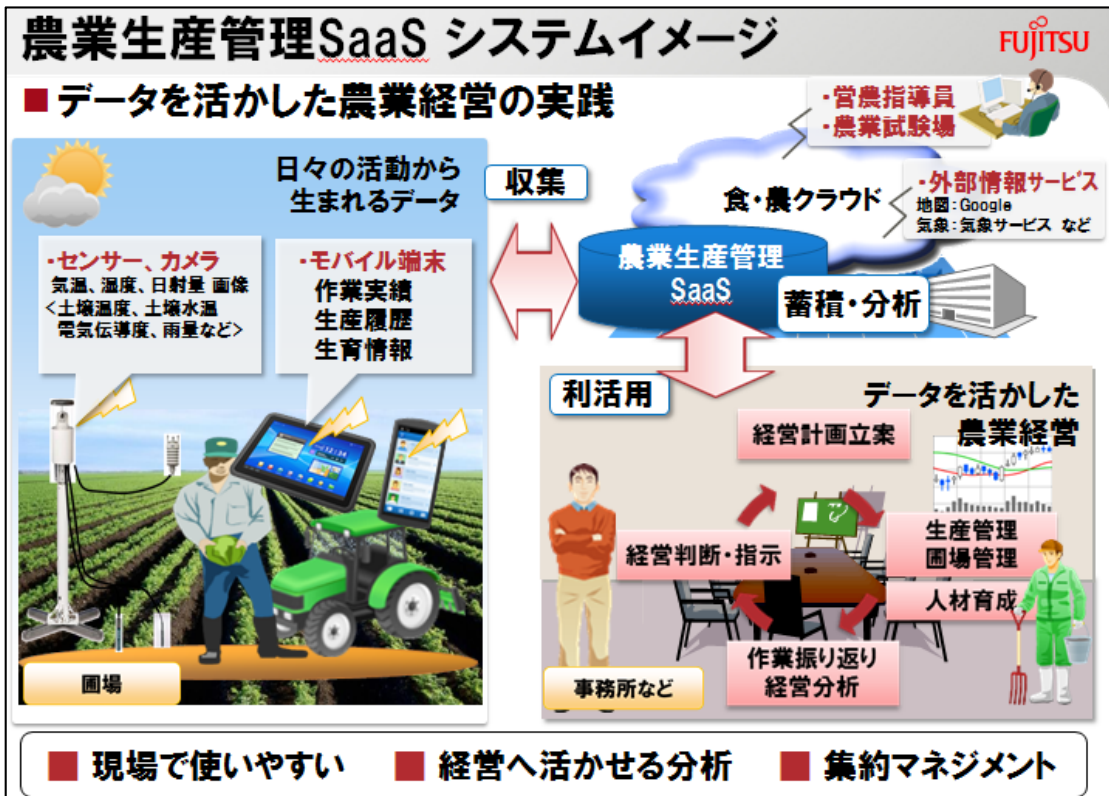 農業生産管理SaaS システムイメージ
FUJITSU
■データを活かした農業経営の実践
・営農指導員
・農業試験場
日々の活動から
生まれるデータ
収集
食・農クラウド
・外部情報サービス
地図：Google
気象：気象サービス など
・センサー、カメラ
気温、湿度、日射量 画像
<土壌温度、土壌水温
電気伝導度、雨量など>
・モバイル端末
作業実績
生産履歴
生育情報
農業生産管理
SaaS
蓄積・分析
利活用
データを活かした
農業経営
経営計画立案
生産管理
圃場管理
人材育成
経営判断・指示
作業振り返り
経営分析
圃場
事務所など
■ 現場で使いやすい ■ 経営へ活かせる分析 ■ 集約マネジメント